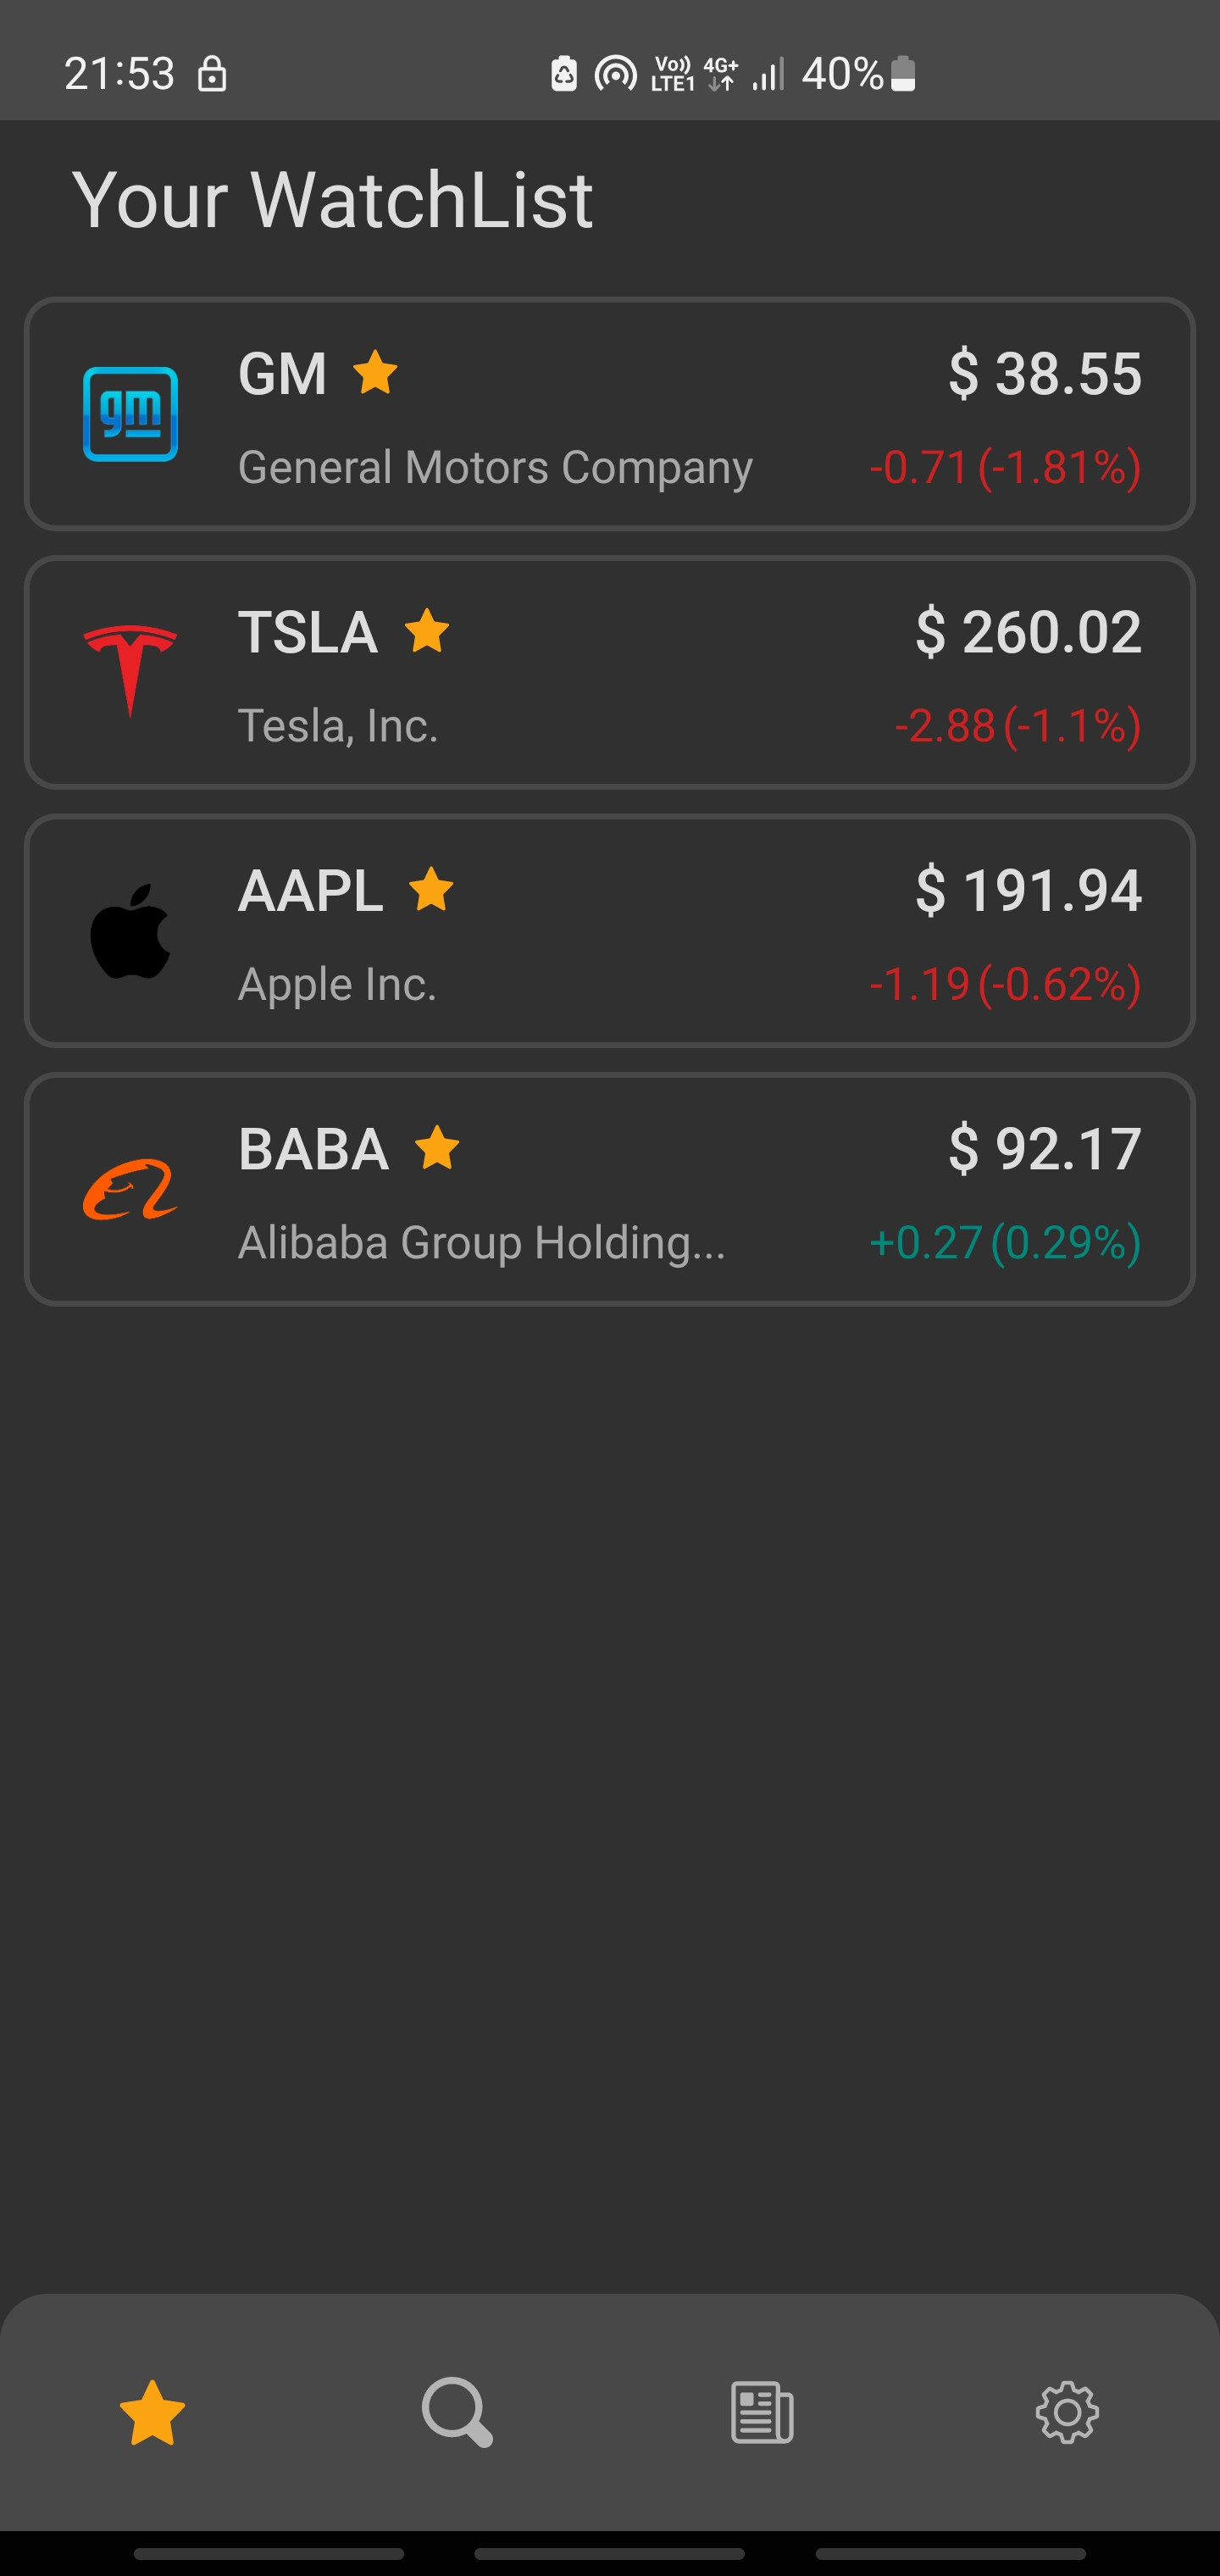 21:53 Vo)) LTE1 4G+ 40%
Your WatchList
gm
GM $ 38.55
General Motors Company -0.71(-1.81%)
TSLA $ 260.02
Tesla, Inc. -2.88(-1.1%)
AAPL $ 191.94
Apple Inc. -1.19(-0.62%)
BABA $ 92.17
Alibaba Group Holding... +0.27(0.29%)